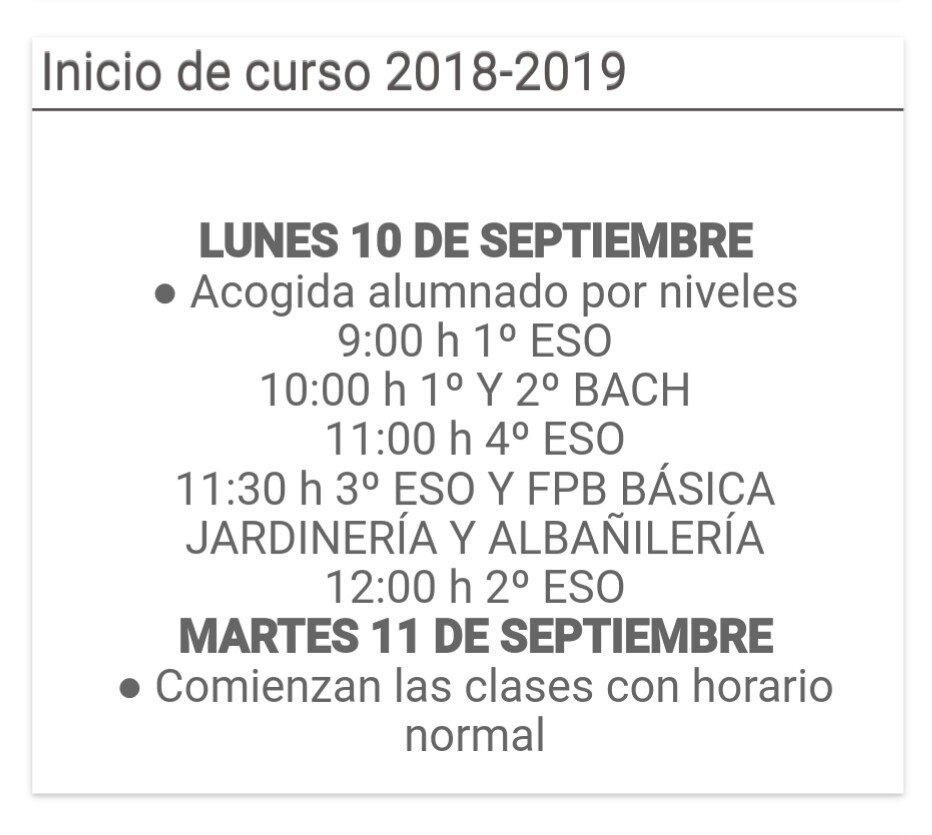 Inicio de curso 2018-2019
LUNES 10 DE SEPTIEMBRE
● Acogida alumnado por niveles
9:00 h 1º ESO
10:00 h 1º Y 2º BACH
11:00 h 4º ESO
11:30 h 3º ESO Y FPB BÁSICA
JARDINERÍA Y ALBAÑILERÍA
12:00 h 2º ESO
MARTES 11 DE SEPTIEMBRE
● Comienzan las clases con horario
normal